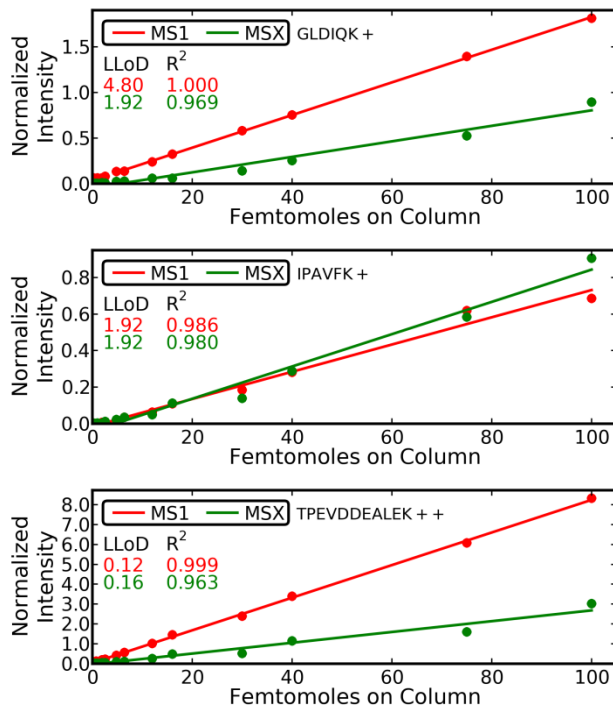 MS1 MSX GLDIQK+
LLoD R²
4.80 1.000
1.92 0.969
Normalized
Intensity
1.5
1.0
0.5
0.0
0 20 40 60 80 100
Femtomoles on Column
MS1 MSX IPAVFK+
LLoD R²
1.92 0.986
1.92 0.980
Normalized
Intensity
0.8
0.6
0.4
0.2
0.0
0 20 40 60 80 100
Femtomoles on Column
MS1 MSX TPEVDDEALEK++
LLoD R²
0.12 0.999
0.16 0.963
Normalized
Intensity
8.0
7.0
6.0
5.0
4.0
3.0
2.0
1.0
0.0
0 20 40 60 80 100
Femtomoles on Column